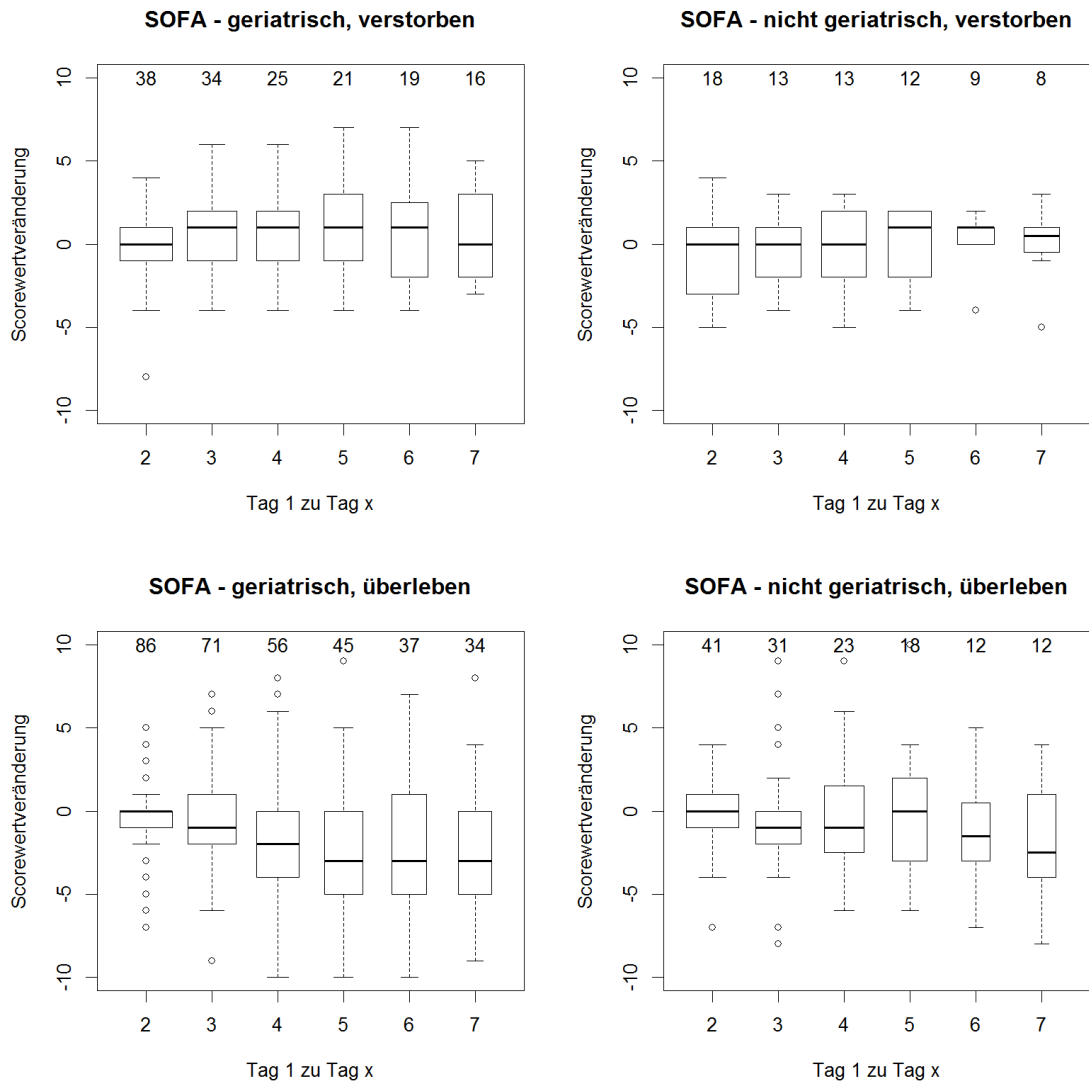 SOFA - geriatrisch, verstorben
38 34 25 21 19 16
10
5
0
-5
-10
Scorewertveränderung
2 3 4 5 6 7
Tag 1 zu Tag x
SOFA - nicht geriatrisch, verstorben
18 13 13 12 9 8
10
5
0
-5
-10
Scorewertveränderung
2 3 4 5 6 7
Tag 1 zu Tag x
SOFA - geriatrisch, überleben
86 71 56 45 37 34
10
5
0
-5
-10
Scorewertveränderung
2 3 4 5 6 7
Tag 1 zu Tag x
SOFA - nicht geriatrisch, überleben
41 31 23 18 12 12
10
5
0
-5
-10
Scorewertveränderung
2 3 4 5 6 7
Tag 1 zu Tag x